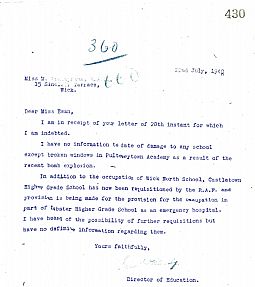 430
360
22nd July, 1940
Miss
15 Sinclair Terrace,
Wick.
Dear Miss Ewan,
I am in receipt of your letter of 20th instant for which
I am indebted.
I have no information to date of damage to any school
except broken windows in Pulteneytown Academy as a result of the
recent bomb explosion.
In addition to the occupation of Wick North School, Castletown
Higher Grade School has now been requisitioned by the R.A.F. and
provision is being made for the provision for the occupation in
part of Lybster Higher Grade School as an emergency hospital.
I have heard of the possibility of further requisitions but
have no definite information regarding them.
Yours faithfully,
Director of Education.